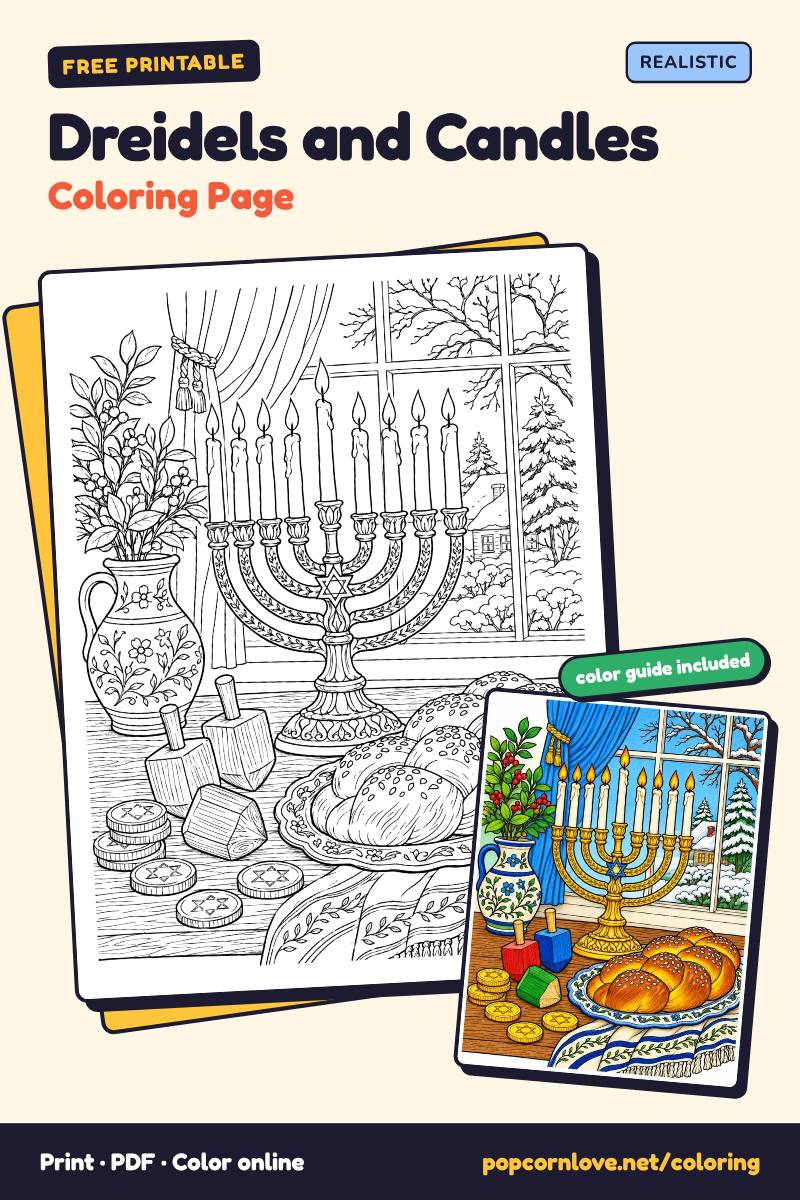 FREE PRINTABLE
REALISTIC
Dreidels and Candles
Coloring Page
color guide included
Print · PDF · Color online
popcornlove.net/coloring